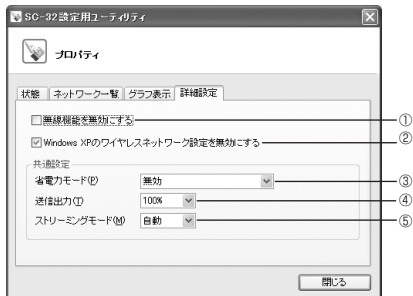 SC-32設定用ユーティリティ
プロパティ
状態 ネットワーク一覧 グラフ表示 詳細設定
無線機能を無効にする ①
Windows XPのワイヤレスネットワーク設定を無効にする ②
共通設定
省電力モード(P) 無効 ③
送信出力(T) 100% ④
ストリーミングモード(M) 自動 ⑤
閉じる